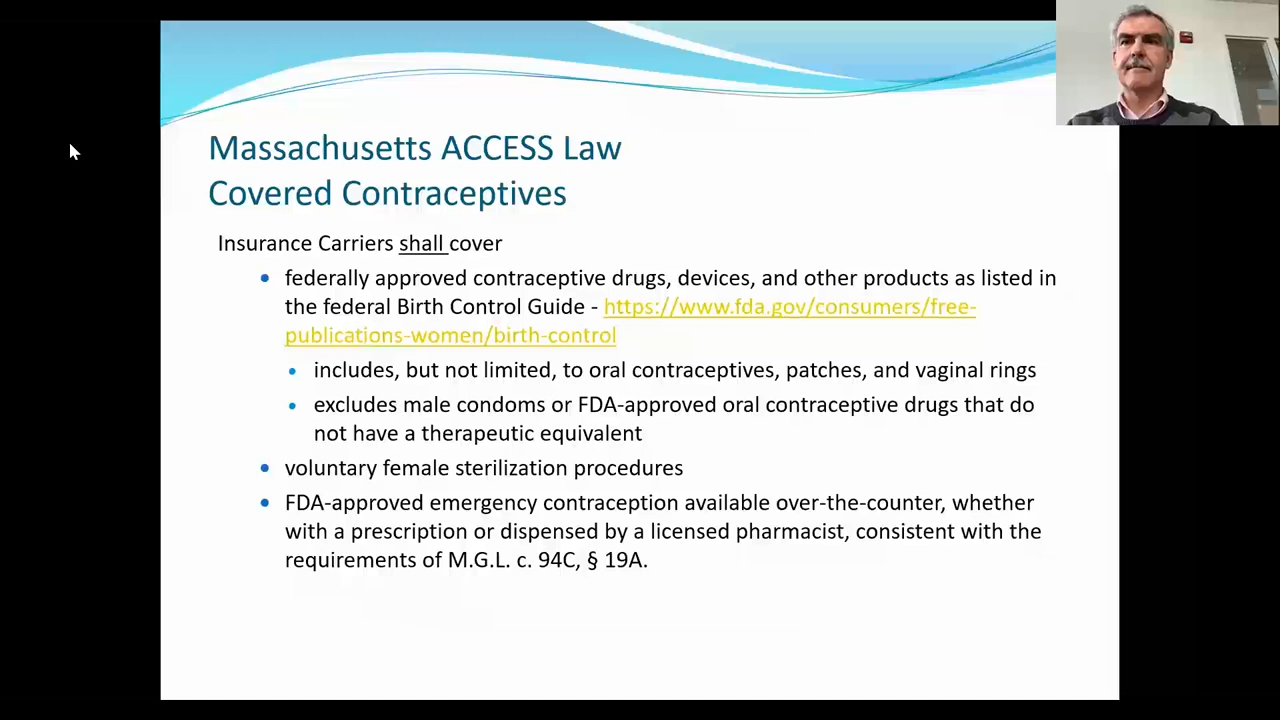 Massachusetts ACCESS Law
Covered Contraceptives
Insurance Carriers shall cover
• federally approved contraceptive drugs, devices, and other products as listed in
the federal Birth Control Guide - https://www.fda.gov/consumers/free-
publications-women/birth-control
• includes, but not limited, to oral contraceptives, patches, and vaginal rings
• excludes male condoms or FDA-approved oral contraceptive drugs that do
not have a therapeutic equivalent
• voluntary female sterilization procedures
• FDA-approved emergency contraception available over-the-counter, whether
with a prescription or dispensed by a licensed pharmacist, consistent with the
requirements of M.G.L. c. 94C, § 19A.